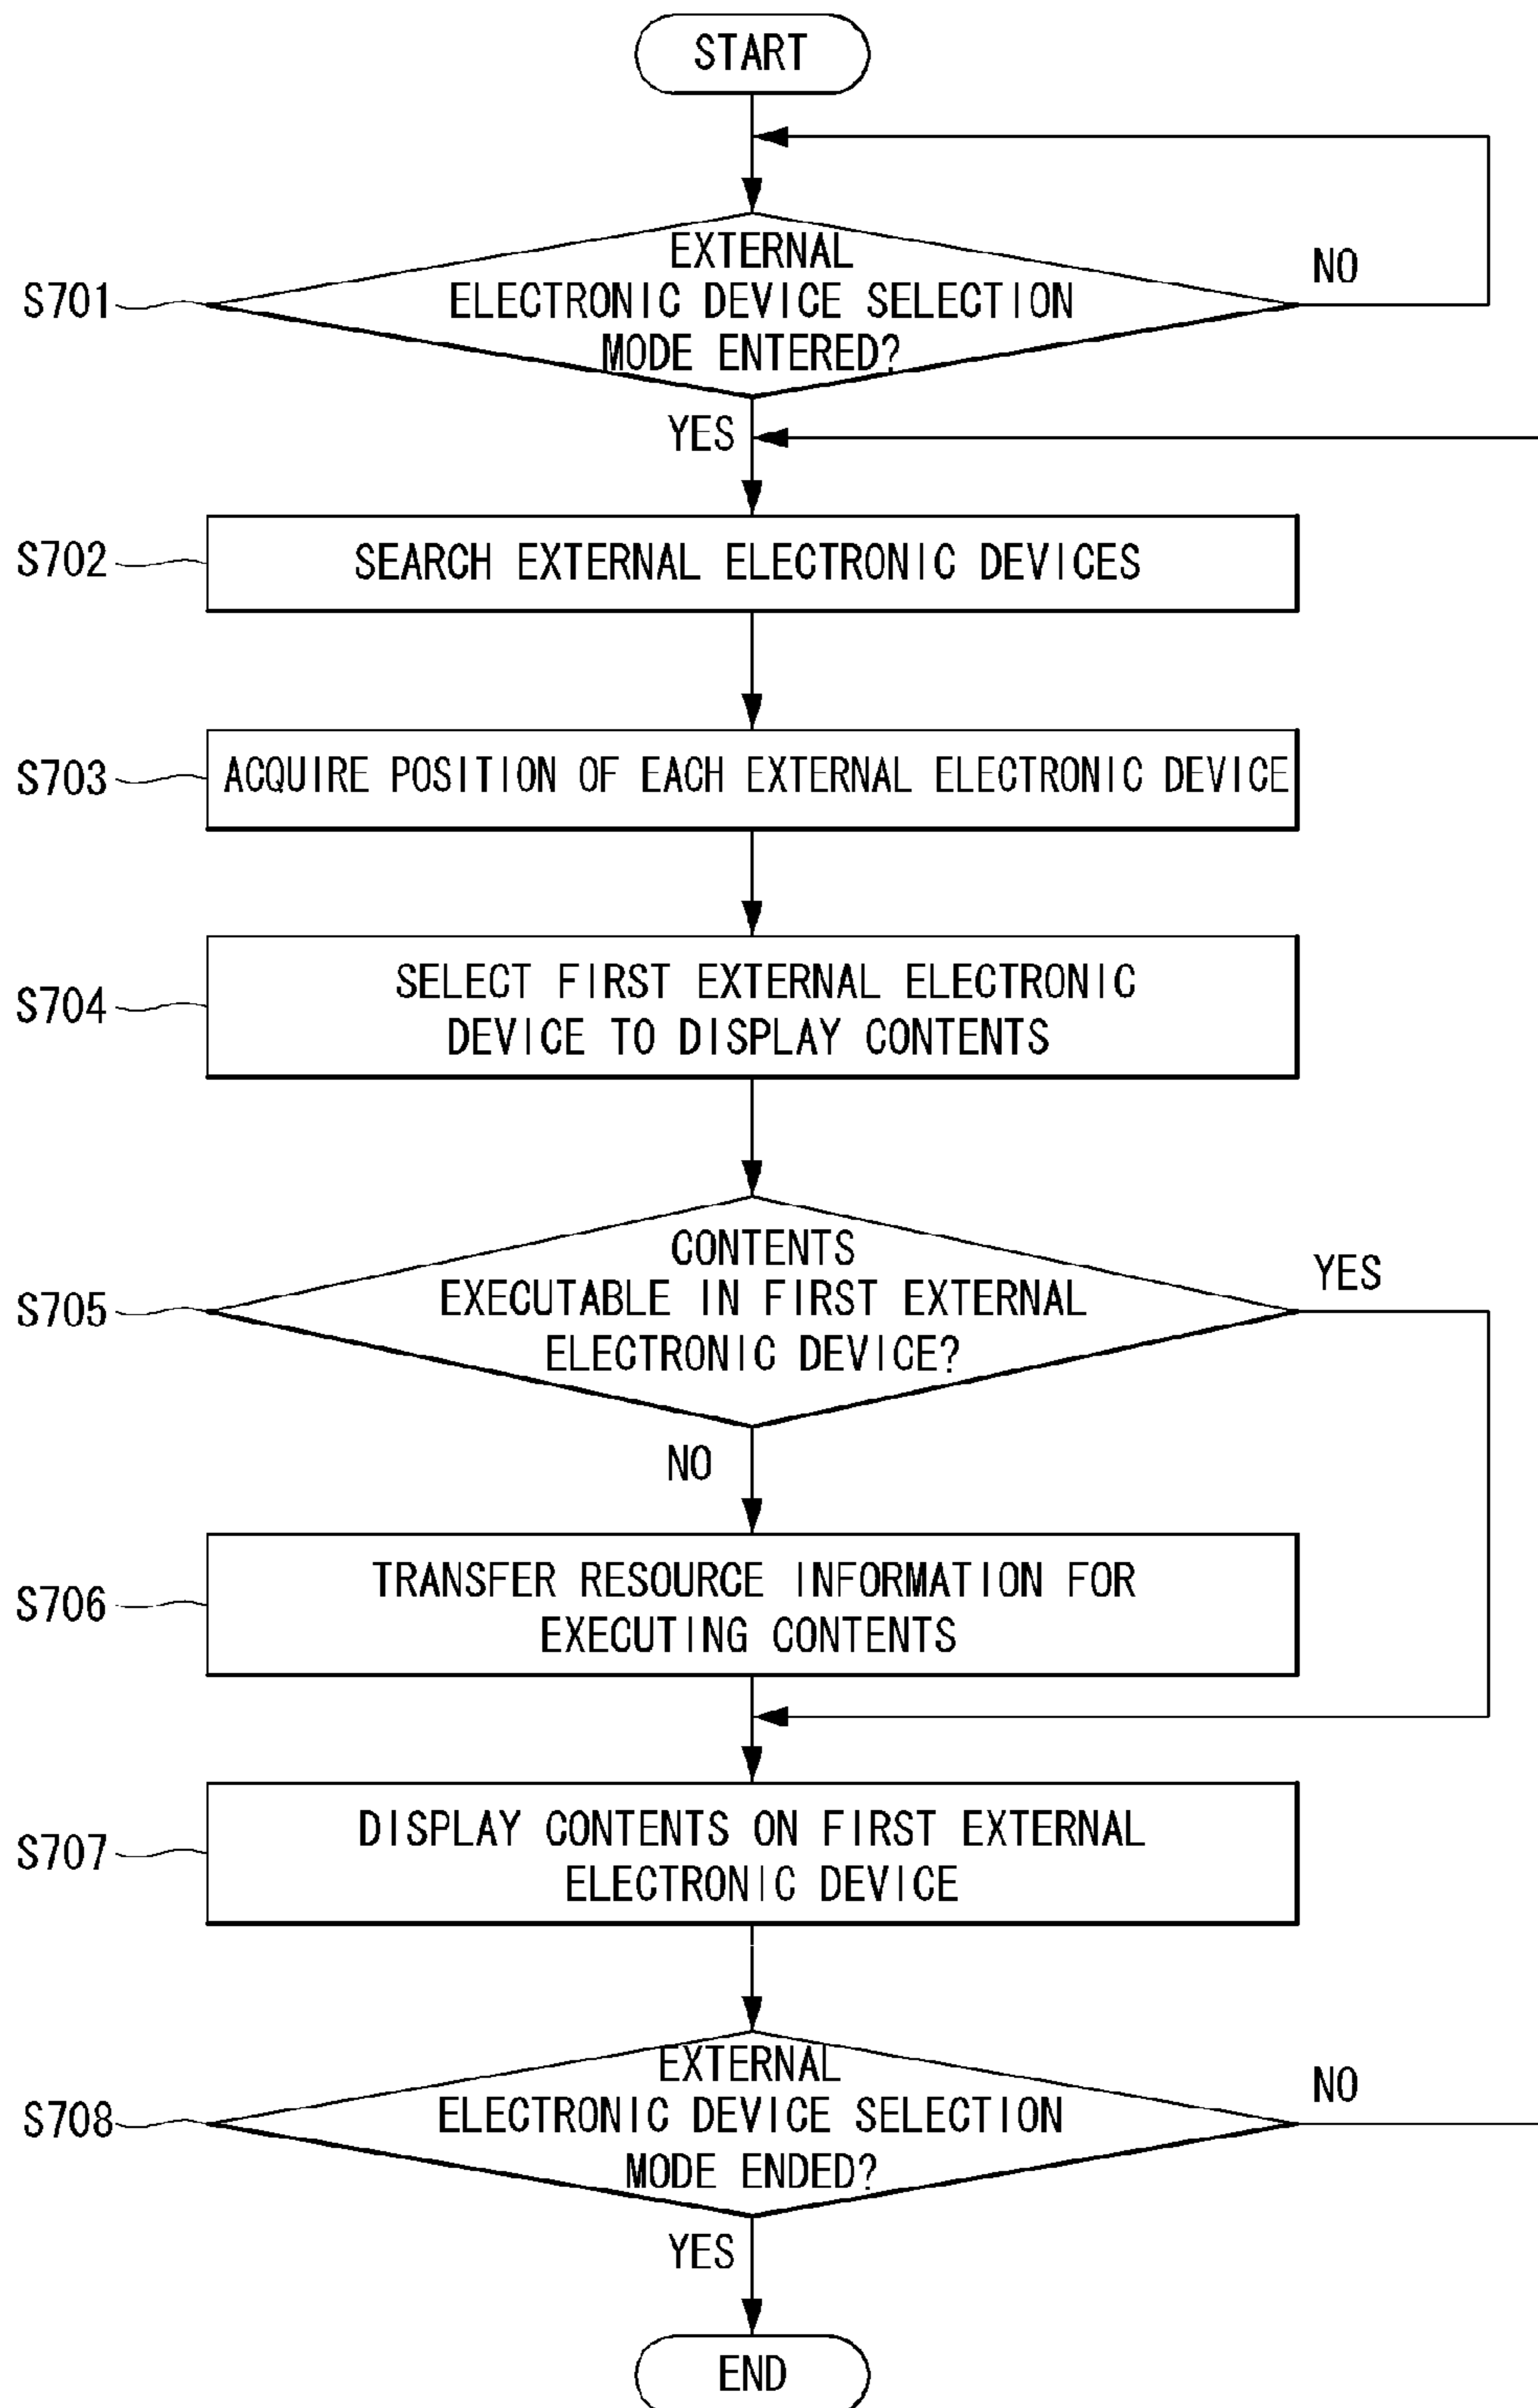 START
EXTERNAL
ELECTRONIC DEVICE SELECTION
MODE ENTERED?
NO
S701
YES
S702
SEARCH EXTERNAL ELECTRONIC DEVICES
S703
ACQUIRE POSITION OF EACH EXTERNAL ELECTRONIC DEVICE
S704
SELECT FIRST EXTERNAL ELECTRONIC
DEVICE TO DISPLAY CONTENTS
CONTENTS
EXECUTABLE IN FIRST EXTERNAL
ELECTRONIC DEVICE?
YES
S705
NO
S706
TRANSFER RESOURCE INFORMATION FOR
EXECUTING CONTENTS
S707
DISPLAY CONTENTS ON FIRST EXTERNAL
ELECTRONIC DEVICE
EXTERNAL
ELECTRONIC DEVICE SELECTION
MODE ENDED?
NO
S708
YES
END